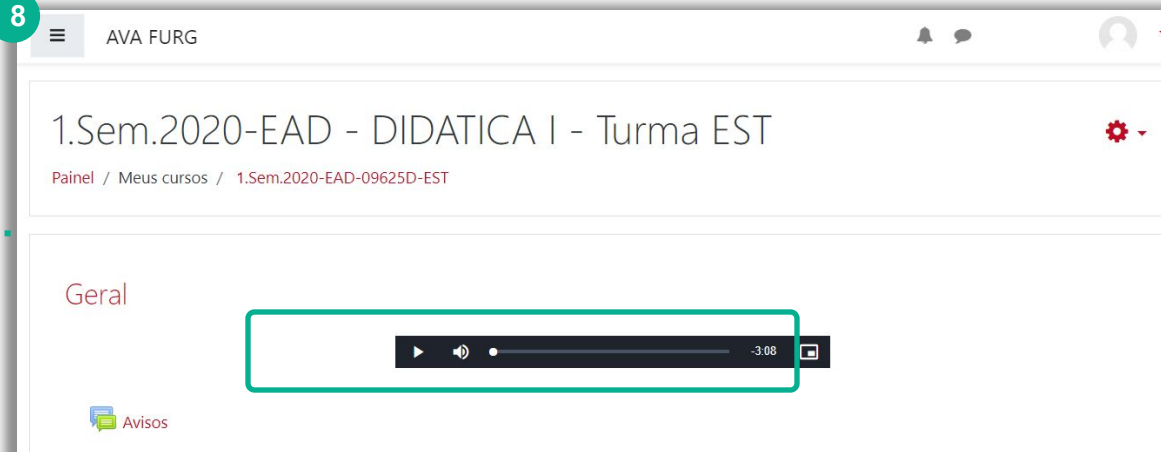 8
AVA FURG
1.Sem.2020-EAD - DIDATICA I - Turma EST
Painel / Meus cursos / 1.Sem.2020-EAD-09625D-EST
Geral
-3:08
Avisos